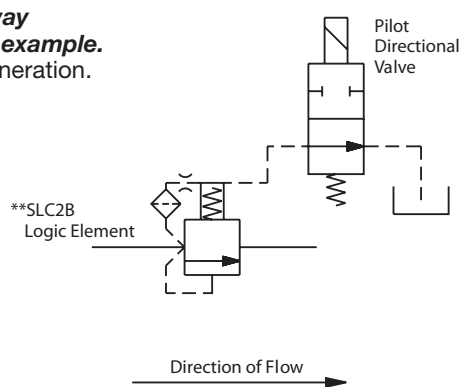 way
example.
neration.
Pilot
Directional
Valve
**SLC2B
Logic Element
Direction of Flow